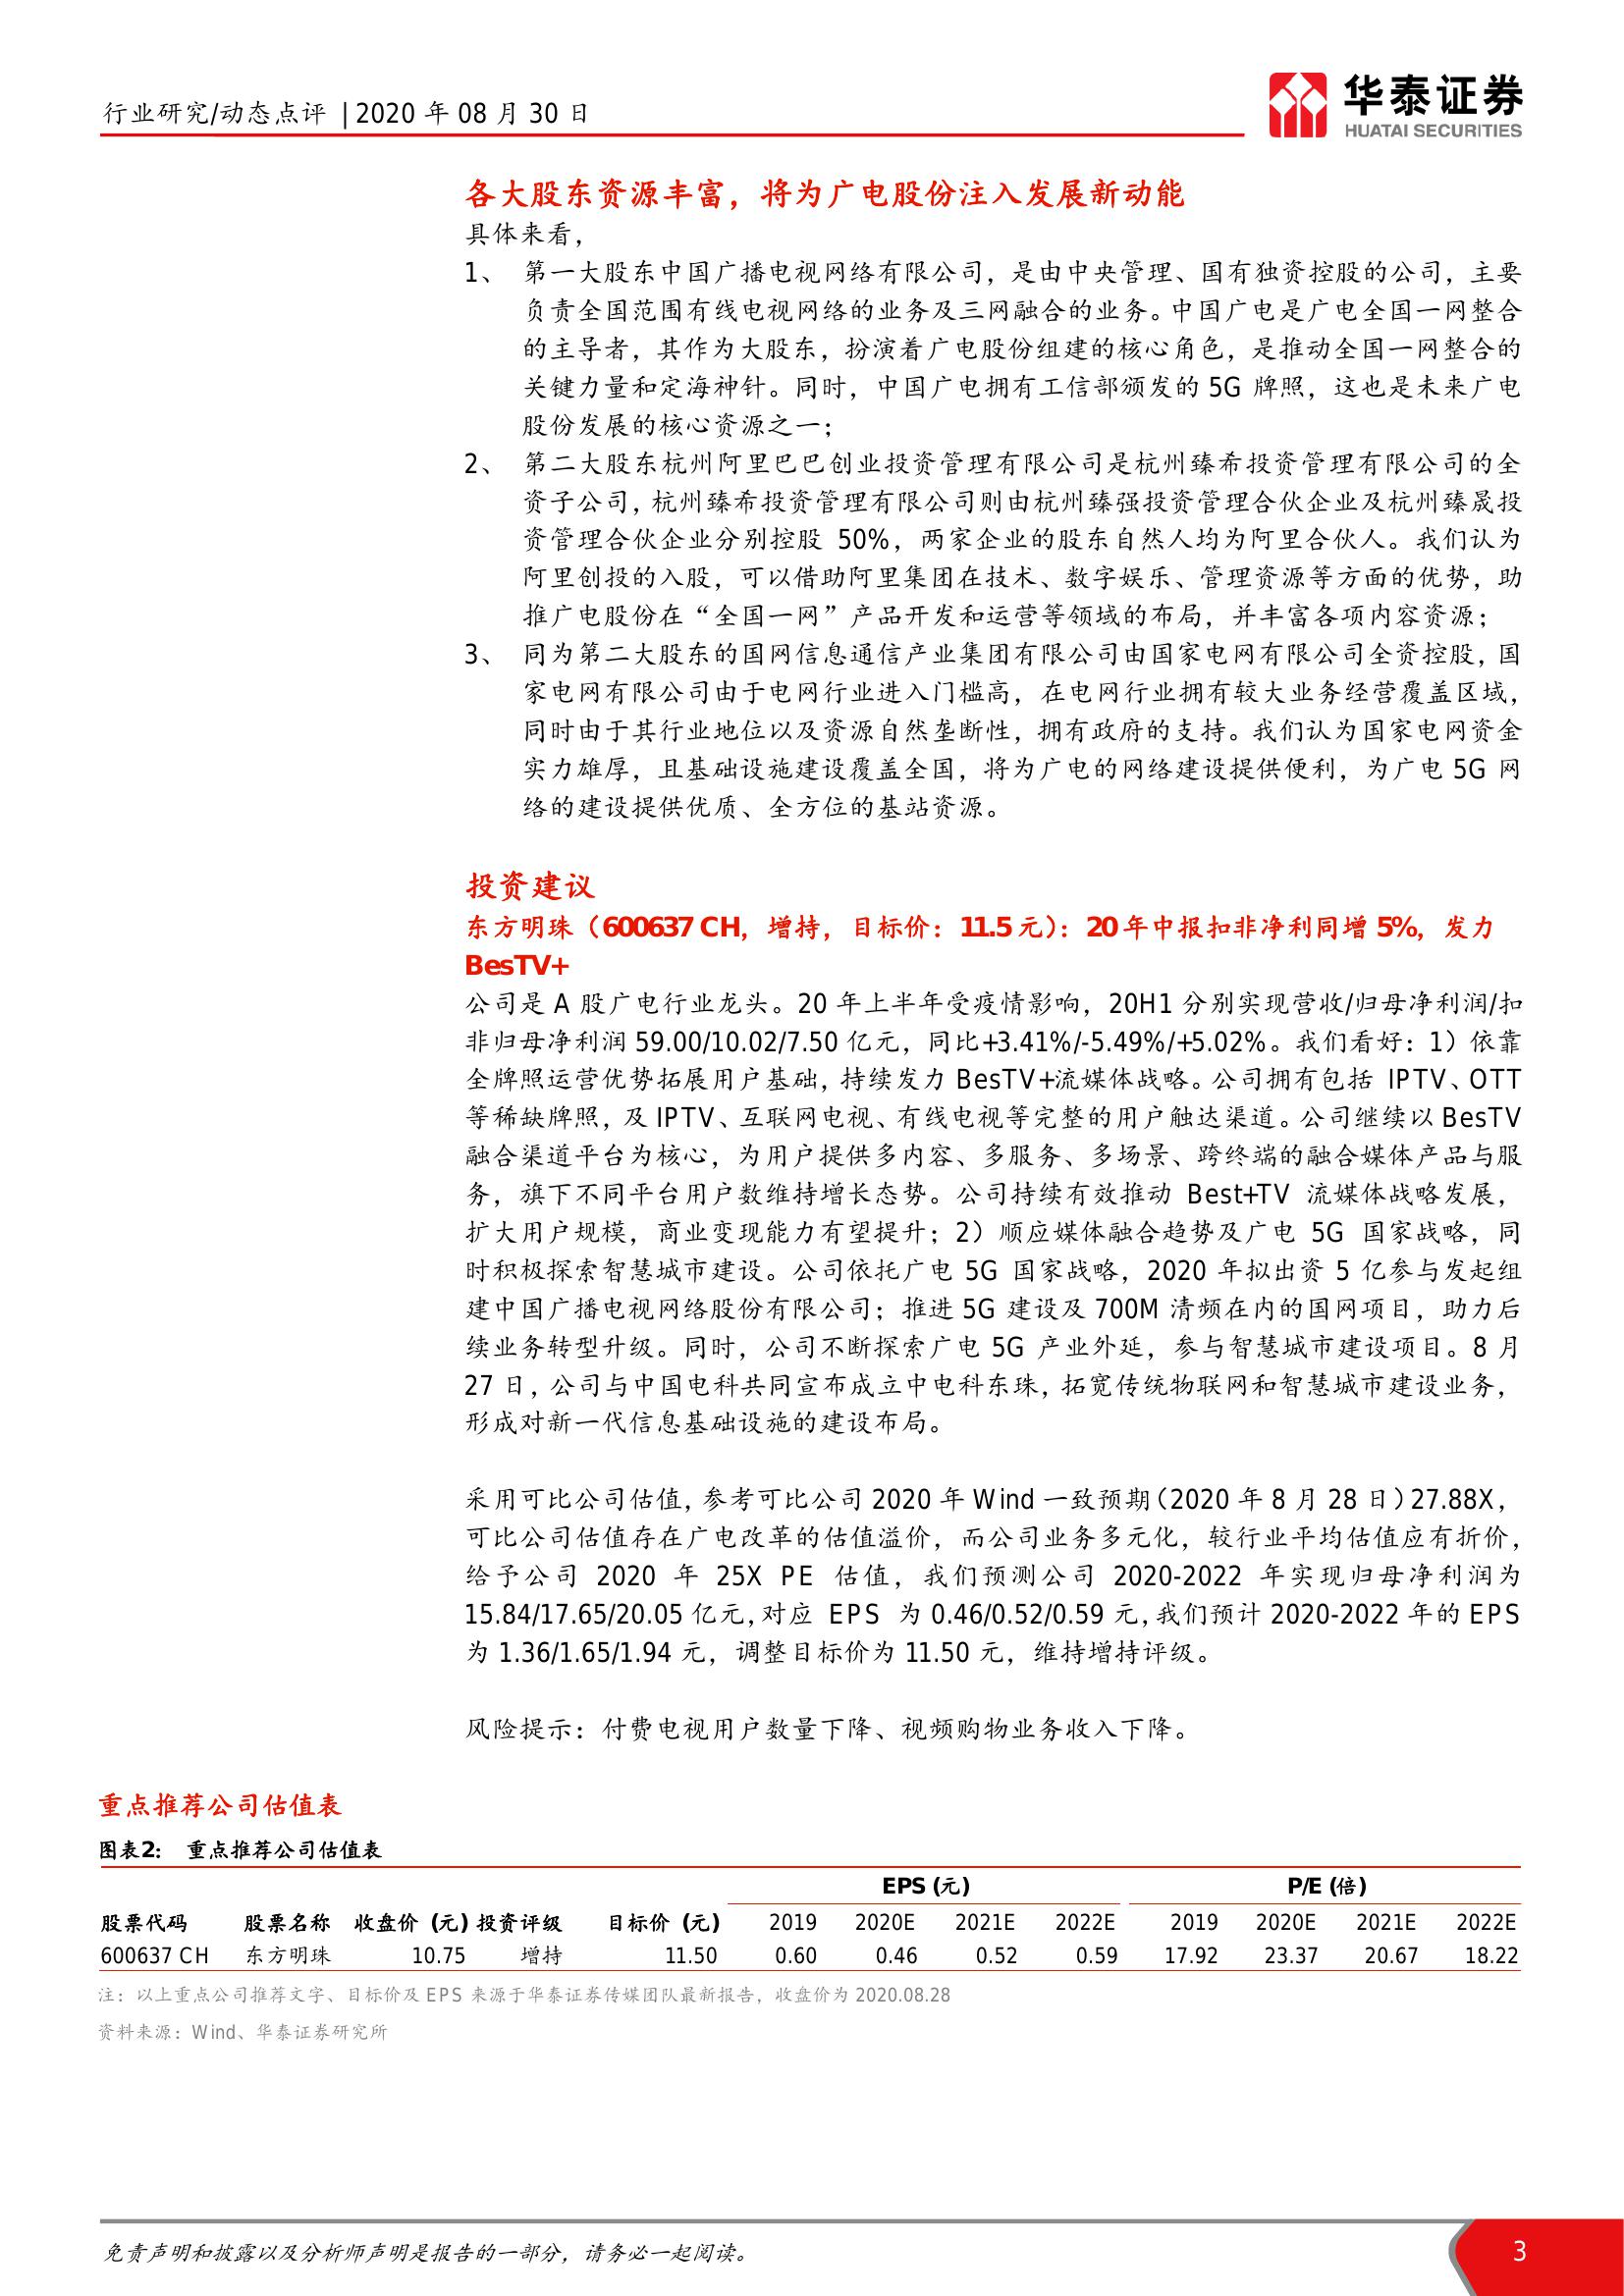 行业研究/动态点评 | 2020 年 08 月 30 日
华泰证券
HUATAI SECURITIES
各大股东资源丰富，将为广电股份注入发展新动能
具体来看，
1、 第一大股东中国广播电视网络有限公司，是由中央管理、国有独资控股的公司，主要
负责全国范围有线电视网络的业务及三网融合的业务。中国广电是广电全国一网整合
的主导者，其作为大股东，扮演着广电股份组建的核心角色，是推动全国一网整合的
关键力量和定海神针。同时，中国广电拥有工信部颁发的 5G 牌照，这也是未来广电
股份发展的核心资源之一；
2、 第二大股东杭州阿里巴巴创业投资管理有限公司是杭州臻希投资管理有限公司的全
资子公司，杭州臻希投资管理有限公司则由杭州臻强投资管理合伙企业及杭州臻晟投
资管理合伙企业分别控股 50%，两家企业的股东自然人均为阿里合伙人。我们认为
阿里创投的入股，可以借助阿里集团在技术、数字娱乐、管理资源等方面的优势，助
推广电股份在“全国一网”产品开发和运营等领域的布局，并丰富各项内容资源；
3、 同为第二大股东的国网信息通信产业集团有限公司由国家电网有限公司全资控股，国
家电网有限公司由于电网行业进入门槛高，在电网行业拥有较大业务经营覆盖区域，
同时由于其行业地位以及资源自然垄断性，拥有政府的支持。我们认为国家电网资金
实力雄厚，且基础设施建设覆盖全国，将为广电的网络建设提供便利，为广电 5G 网
络的建设提供优质、全方位的基站资源。
投资建议
东方明珠（600637 CH，增持，目标价：11.5 元）：20 年中报扣非净利同增 5%，发力
BesTV+
公司是 A 股广电行业龙头。20 年上半年受疫情影响，20H1 分别实现营收/归母净利润/扣
非归母净利润 59.00/10.02/7.50 亿元，同比+3.41%/-5.49%/+5.02%。我们看好：1）依靠
全牌照运营优势拓展用户基础，持续发力 BesTV+流媒体战略。公司拥有包括 IPTV、OTT
等稀缺牌照，及 IPTV、互联网电视、有线电视等完整的用户触达渠道。公司继续以 BesTV
融合渠道平台为核心，为用户提供多内容、多服务、多场景、跨终端的融合媒体产品与服
务，旗下不同平台用户数维持增长态势。公司持续有效推动 Best+TV 流媒体战略发展，
扩大用户规模，商业变现能力有望提升；2）顺应媒体融合趋势及广电 5G 国家战略，同
时积极探索智慧城市建设。公司依托广电 5G 国家战略，2020 年拟出资 5 亿参与发起组
建中国广播电视网络股份有限公司；推进 5G 建设及 700M 清频在内的国网项目，助力后
续业务转型升级。同时，公司不断探索广电 5G 产业外延，参与智慧城市建设项目。8 月
27 日，公司与中国电科共同宣布成立中电科东珠，拓宽传统物联网和智慧城市建设业务，
形成对新一代信息基础设施的建设布局。
采用可比公司估值，参考可比公司 2020 年 Wind 一致预期（2020 年 8 月 28 日）27.88X，
可比公司估值存在广电改革的估值溢价，而公司业务多元化，较行业平均估值应有折价，
给予公司 2020 年 25X PE 估值，我们预测公司 2020-2022 年实现归母净利润为
15.84/17.65/20.05 亿元，对应 EPS 为 0.46/0.52/0.59 元，我们预计 2020-2022 年的 EPS
为 1.36/1.65/1.94 元，调整目标价为 11.50 元，维持增持评级。
风险提示：付费电视用户数量下降、视频购物业务收入下降。
重点推荐公司估值表
图表2： 重点推荐公司估值表
EPS (元) P/E (倍)
股票代码 股票名称 收盘价 (元) 投资评级 目标价 (元) 2019 2020E 2021E 2022E 2019 2020E 2021E 2022E
600637 CH 东方明珠 10.75 增持 11.50 0.60 0.46 0.52 0.59 17.92 23.37 20.67 18.22
注：以上重点公司推荐文字、目标价及 EPS 来源于华泰证券传媒团队最新报告，收盘价为 2020.08.28
资料来源：Wind、华泰证券研究所
免责声明和披露以及分析师声明是报告的一部分，请务必一起阅读。
3